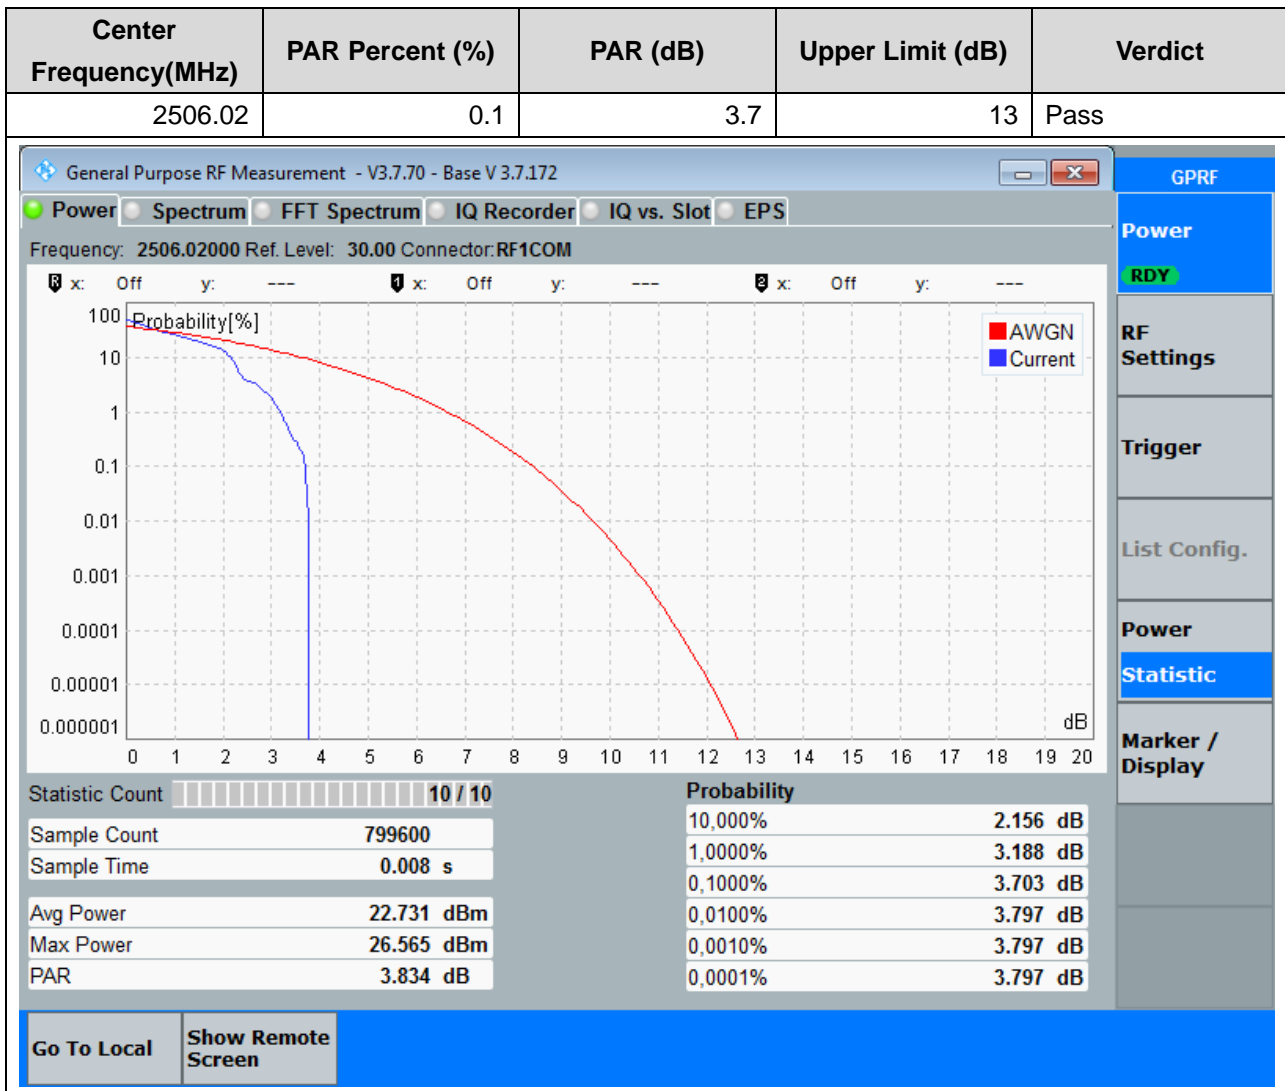 Center
Frequency(MHz)
PAR Percent (%)
PAR (dB)
Upper Limit (dB)
Verdict
2506.02
0.1
3.7
13
Pass
General Purpose RF Measurement - V3.7.70 - Base V 3.7.172
Power
Spectrum
FFT Spectrum
IQ Recorder
IQ vs. Slot
EPS
Frequency: 2506.02000 Ref. Level: 30.00 Connector:RF1COM
R x: Off y: ---
1 x: Off y: ---
2 x: Off y: ---
Probability[%]
AWGN
Current
100
10
1
0.1
0.01
0.001
0.0001
0.00001
0.000001
dB
0 1 2 3 4 5 6 7 8 9 10 11 12 13 14 15 16 17 18 19 20
Statistic Count 10 / 10
Sample Count 799600
Sample Time 0.008 s
Avg Power 22.731 dBm
Max Power 26.565 dBm
PAR 3.834 dB
Probability
10,000% 2.156 dB
1,0000% 3.188 dB
0,1000% 3.703 dB
0,0100% 3.797 dB
0,0010% 3.797 dB
0,0001% 3.797 dB
GPRF
Power
RDY
RF
Settings
Trigger
List Config.
Power
Statistic
Marker /
Display
Go To Local
Show Remote
Screen